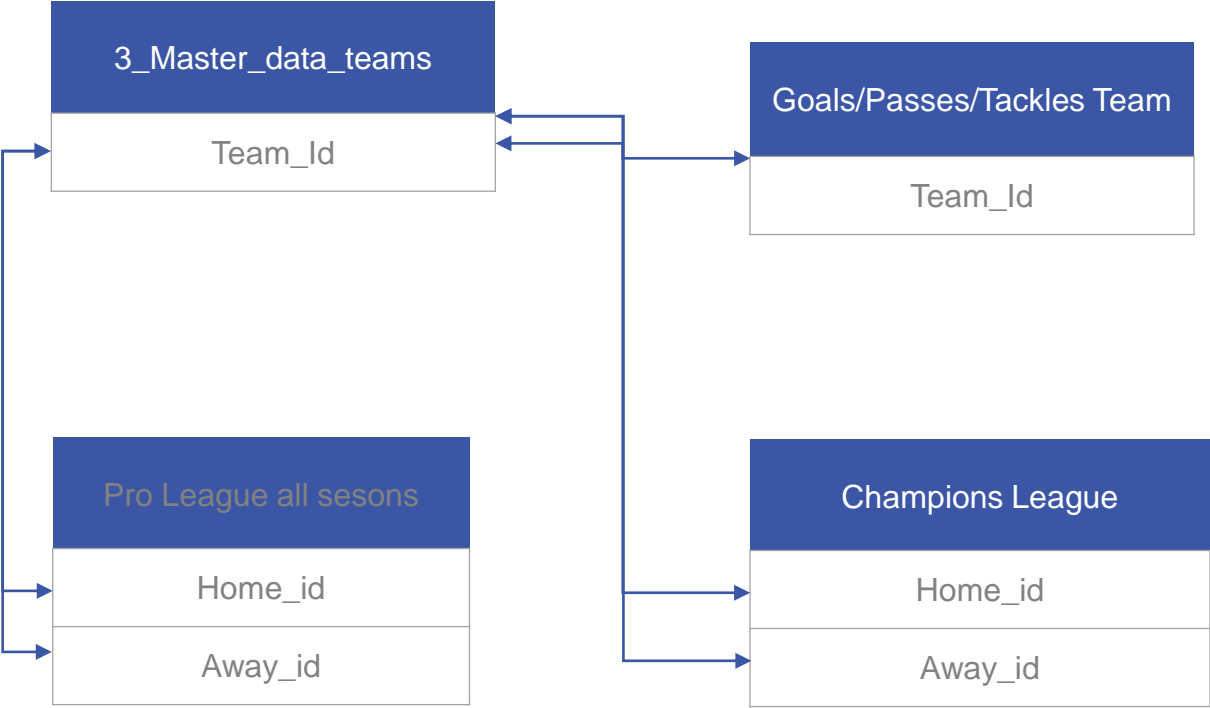 3_Master_data_teams
Team_Id
Goals/Passes/Tackles Team
Team_Id
Pro League all sesons
Home_id
Away_id
Champions League
Home_id
Away_id